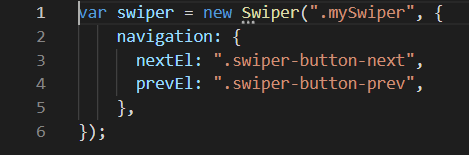 1 var swiper = new Swiper(".mySwiper", {
2 navigation: {
3 nextEl: ".swiper-button-next",
4 prevEl: ".swiper-button-prev",
5 },
6 });